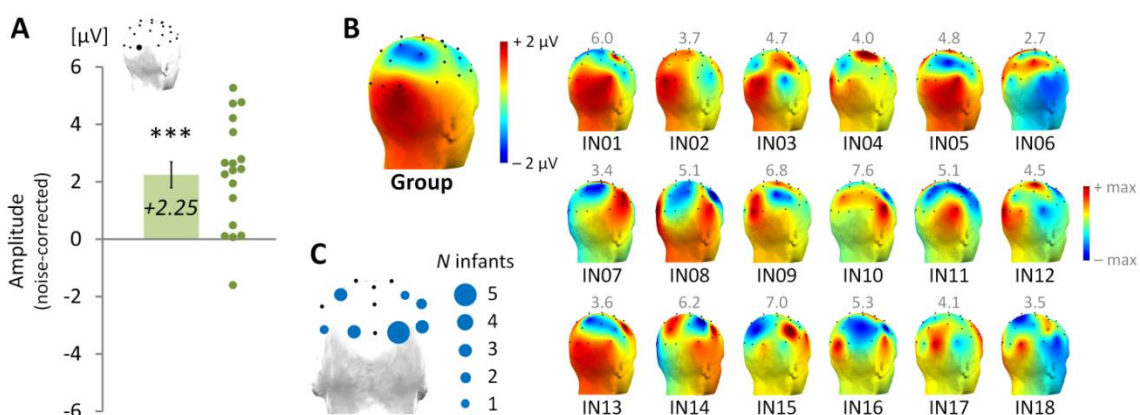 A
[µV]
6
4
2
0
-2
-4
-6
Amplitude
(noise-corrected)
***
+2.25
B
+ 2 µV
− 2 µV
Group
C
N infants
5
4
3
2
1
6.0 3.7 4.7 4.0 4.8 2.7
IN01 IN02 IN03 IN04 IN05 IN06
3.4 5.1 6.8 7.6 5.1 4.5
IN07 IN08 IN09 IN10 IN11 IN12
3.6 6.2 7.0 5.3 4.1 3.5
IN13 IN14 IN15 IN16 IN17 IN18
+ max
− max